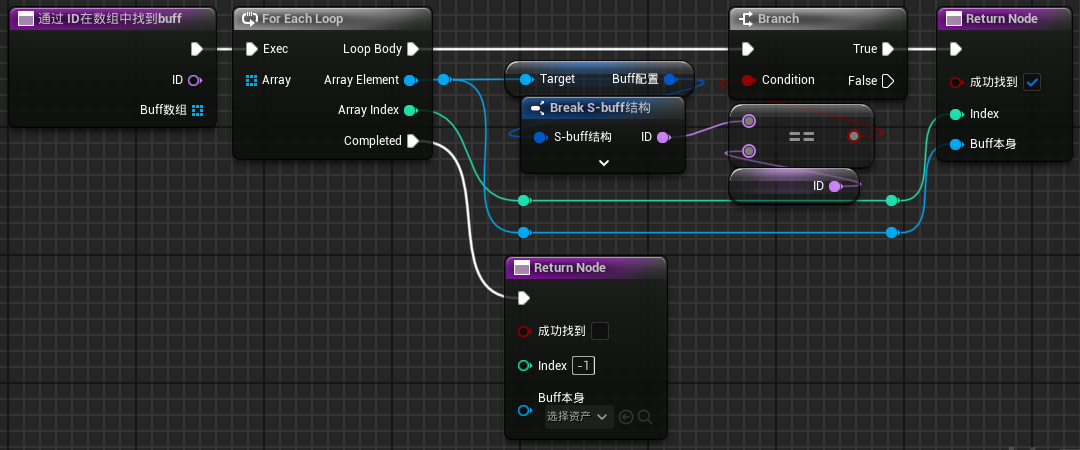 通过 ID在数组中找到buff
ID
Buff数组
For Each Loop
Exec
Loop Body
Array
Array Element
Array Index
Completed
Target
Buff配置
Break S-buff结构
S-buff结构
ID
Branch
True
Condition
False
==
ID
Return Node
成功找到
Index
Buff本身
Return Node
成功找到
Index -1
Buff本身
选择资产